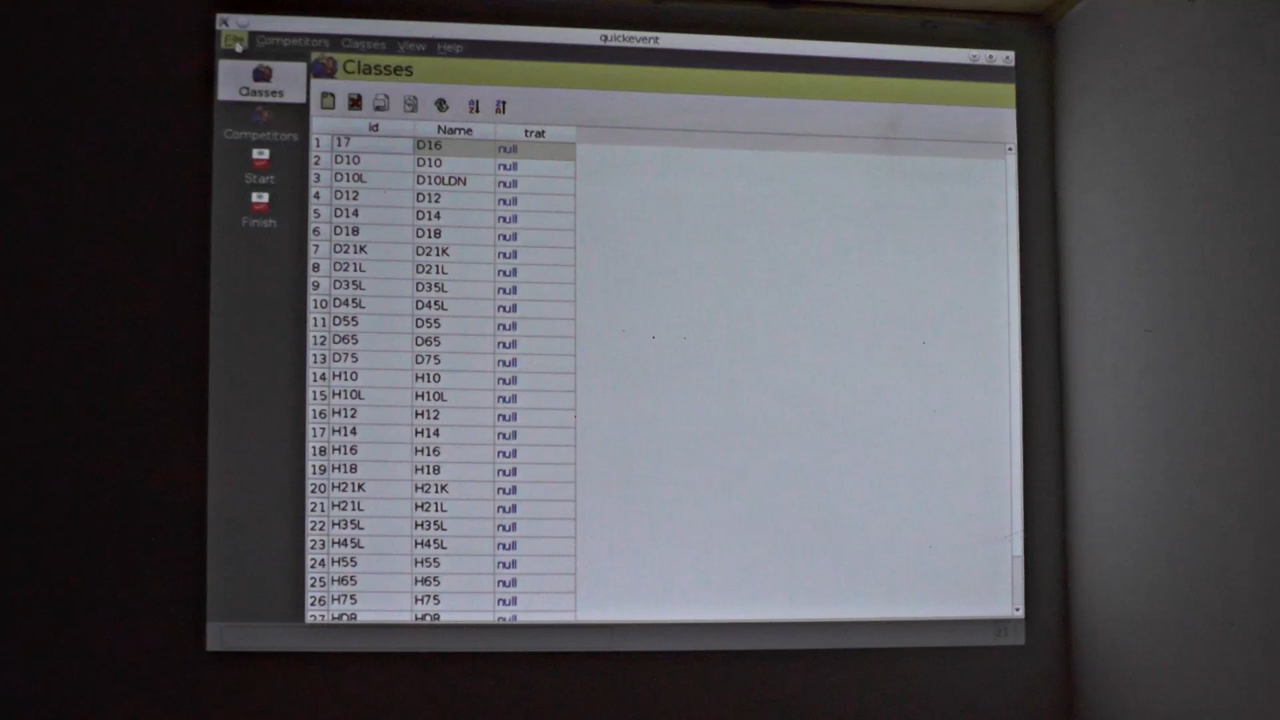 quickevent
File Competitors Classes View Help
Classes
Classes
Competitors
Start
Finish
id Name trat
1 17 D16 null
2 D10 D10 null
3 D10L D10LDN null
4 D12 D12 null
5 D14 D14 null
6 D18 D18 null
7 D21K D21K null
8 D21L D21L null
9 D35L D35L null
10 D45L D45L null
11 D55 D55 null
12 D65 D65 null
13 D75 D75 null
14 H10 H10 null
15 H10L H10L null
16 H12 H12 null
17 H14 H14 null
18 H16 H16 null
19 H18 H18 null
20 H21K H21K null
21 H21L H21L null
22 H35L H35L null
23 H45L H45L null
24 H55 H55 null
25 H65 H65 null
26 H75 H75 null
27 HDR HDR null